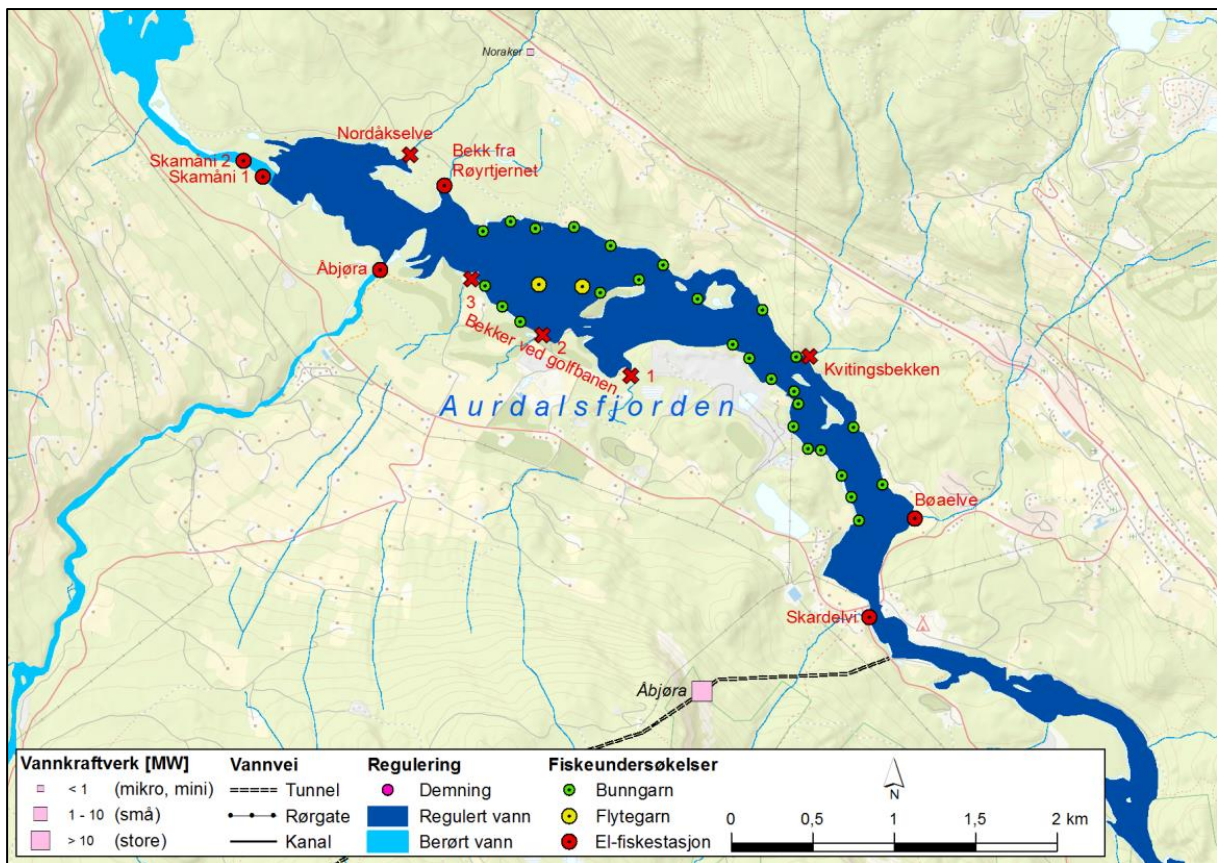 Noraker
Nordåkselve
Bekk fra
Røyrtjernet
Skamåni 2
Skamåni 1
Åbjøra
3
2
1
Bekker ved golfbanen
Kvitingsbekken
Aurdalsfjorden
Bøaelve
Skardelvi
Åbjøra
Vannkraftverk [MW]
< 1 (mikro, mini)
1 - 10 (små)
> 10 (store)
Vannvei
Tunnel
Rørgate
Kanal
Regulering
Demning
Regulert vann
Berørt vann
Fiskeundersøkelser
Bunngarn
Flytegarn
El-fiskestasjon
N
0 0,5 1 1,5 2 km